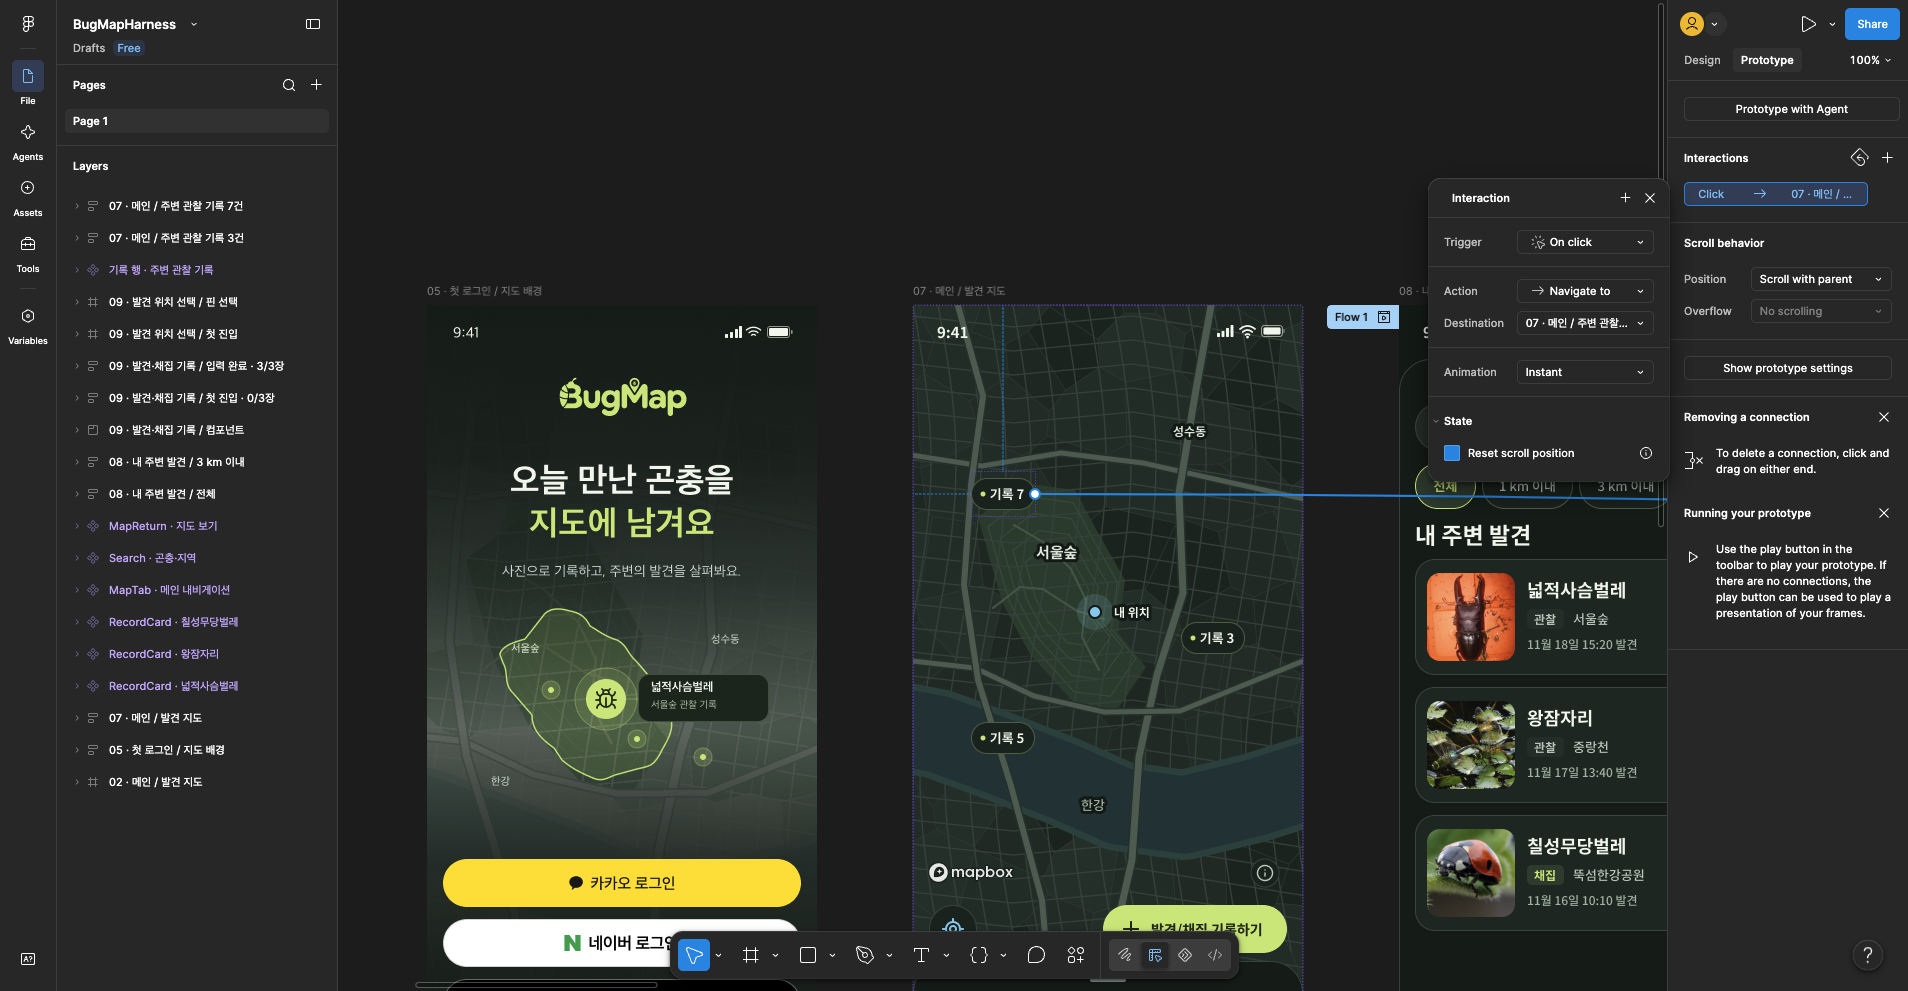 BugMapHarness
Drafts
Free
File
Agents
Assets
Tools
Variables
Pages
Page 1
Layers
07 · 메인 / 주변 관찰 기록 7건
07 · 메인 / 주변 관찰 기록 3건
기록 행 · 주변 관찰 기록
09 · 발견 위치 선택 / 핀 선택
09 · 발견 위치 선택 / 첫 진입
09 · 발견·채집 기록 / 입력 완료 · 3/3장
09 · 발견·채집 기록 / 첫 진입 · 0/3장
09 · 발견·채집 기록 / 컴포넌트
08 · 내 주변 발견 / 3 km 이내
08 · 내 주변 발견 / 전체
MapReturn · 지도 보기
Search · 곤충·지역
MapTab · 메인 내비게이션
RecordCard · 칠성무당벌레
RecordCard · 왕잠자리
RecordCard · 넓적사슴벌레
07 · 메인 / 발견 지도
05 · 첫 로그인 / 지도 배경
02 · 메인 / 발견 지도
05 · 첫 로그인 / 지도 배경
9:41
BugMap
오늘 만난 곤충을
지도에 남겨요
사진으로 기록하고, 주변의 발견을 살펴봐요.
서울숲
성수동
넓적사슴벌레
서울숲 관찰 기록
한강
카카오 로그인
N 네이버 로그인
07 · 메인 / 발견 지도
9:41
성수동
기록 7
서울숲
내 위치
기록 3
기록 5
한강
mapbox
발견/채집 기록하기
Flow 1
08 · 내
전체
1 km 이내
3 km 이내
내 주변 발견
넓적사슴벌레
관찰 서울숲
11월 18일 15:20 발견
왕잠자리
관찰 중랑천
11월 17일 13:40 발견
칠성무당벌레
채집 뚝섬한강공원
11월 16일 10:10 발견
Interaction
Trigger
On click
Action
Navigate to
Destination
07 · 메인 / 주변 관찰...
Animation
Instant
State
Reset scroll position
Share
Design
Prototype
100%
Prototype with Agent
Interactions
Click → 07 · 메인 / ...
Scroll behavior
Position
Scroll with parent
Overflow
No scrolling
Show prototype settings
Removing a connection
To delete a connection, click and
drag on either end.
Running your prototype
Use the play button in the
toolbar to play your prototype. If
there are no connections, the
play button can be used to play a
presentation of your frames.
A?
?